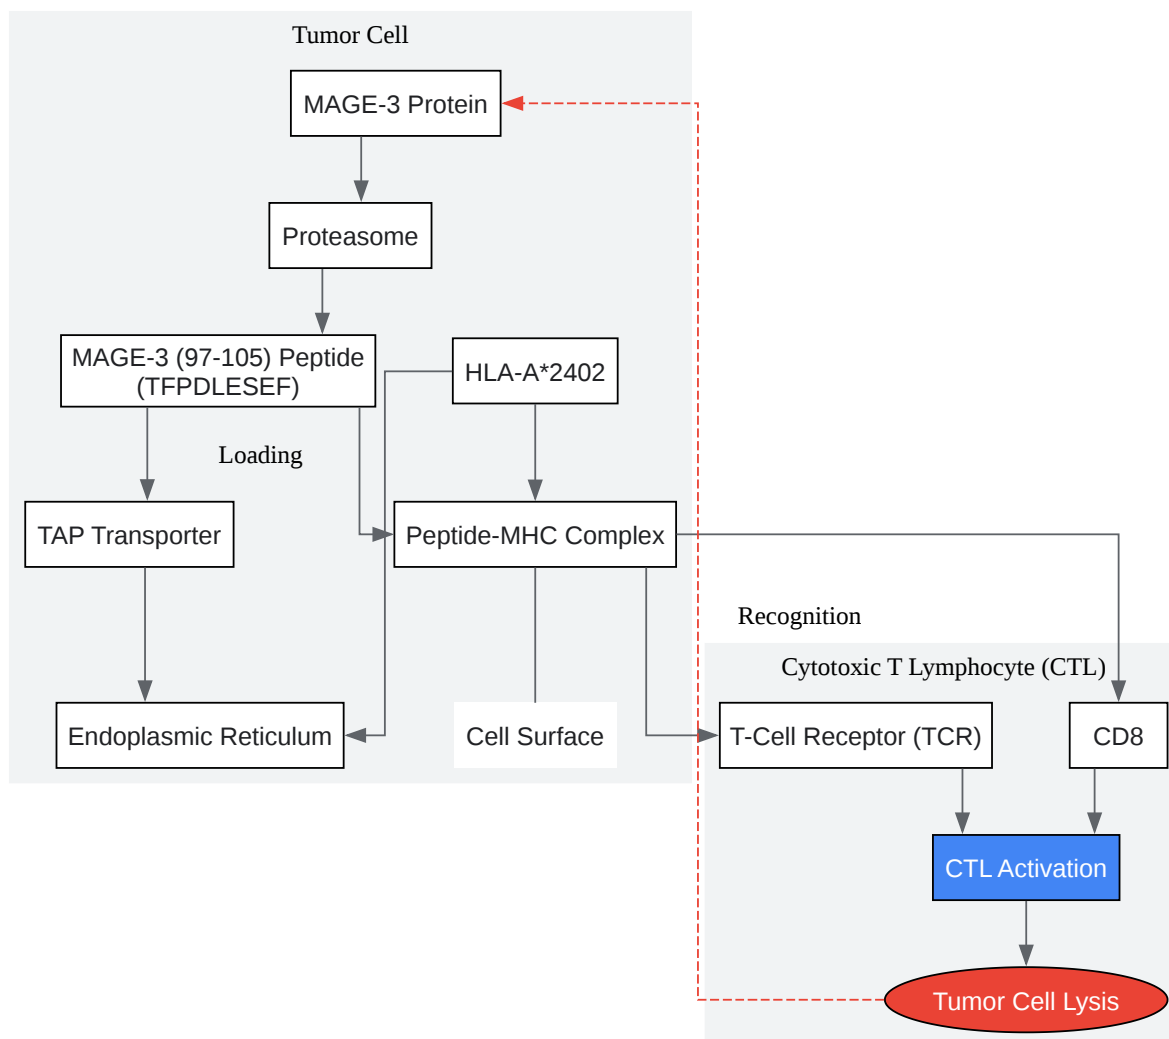 Tumor Cell
MAGE-3 Protein
Proteasome
MAGE-3 (97-105) Peptide
(TFPDLESEF)
HLA-A*2402
Loading
TAP Transporter
Peptide-MHC Complex
Recognition
Cytotoxic T Lymphocyte (CTL)
Endoplasmic Reticulum
Cell Surface
T-Cell Receptor (TCR)
CD8
CTL Activation
Tumor Cell Lysis